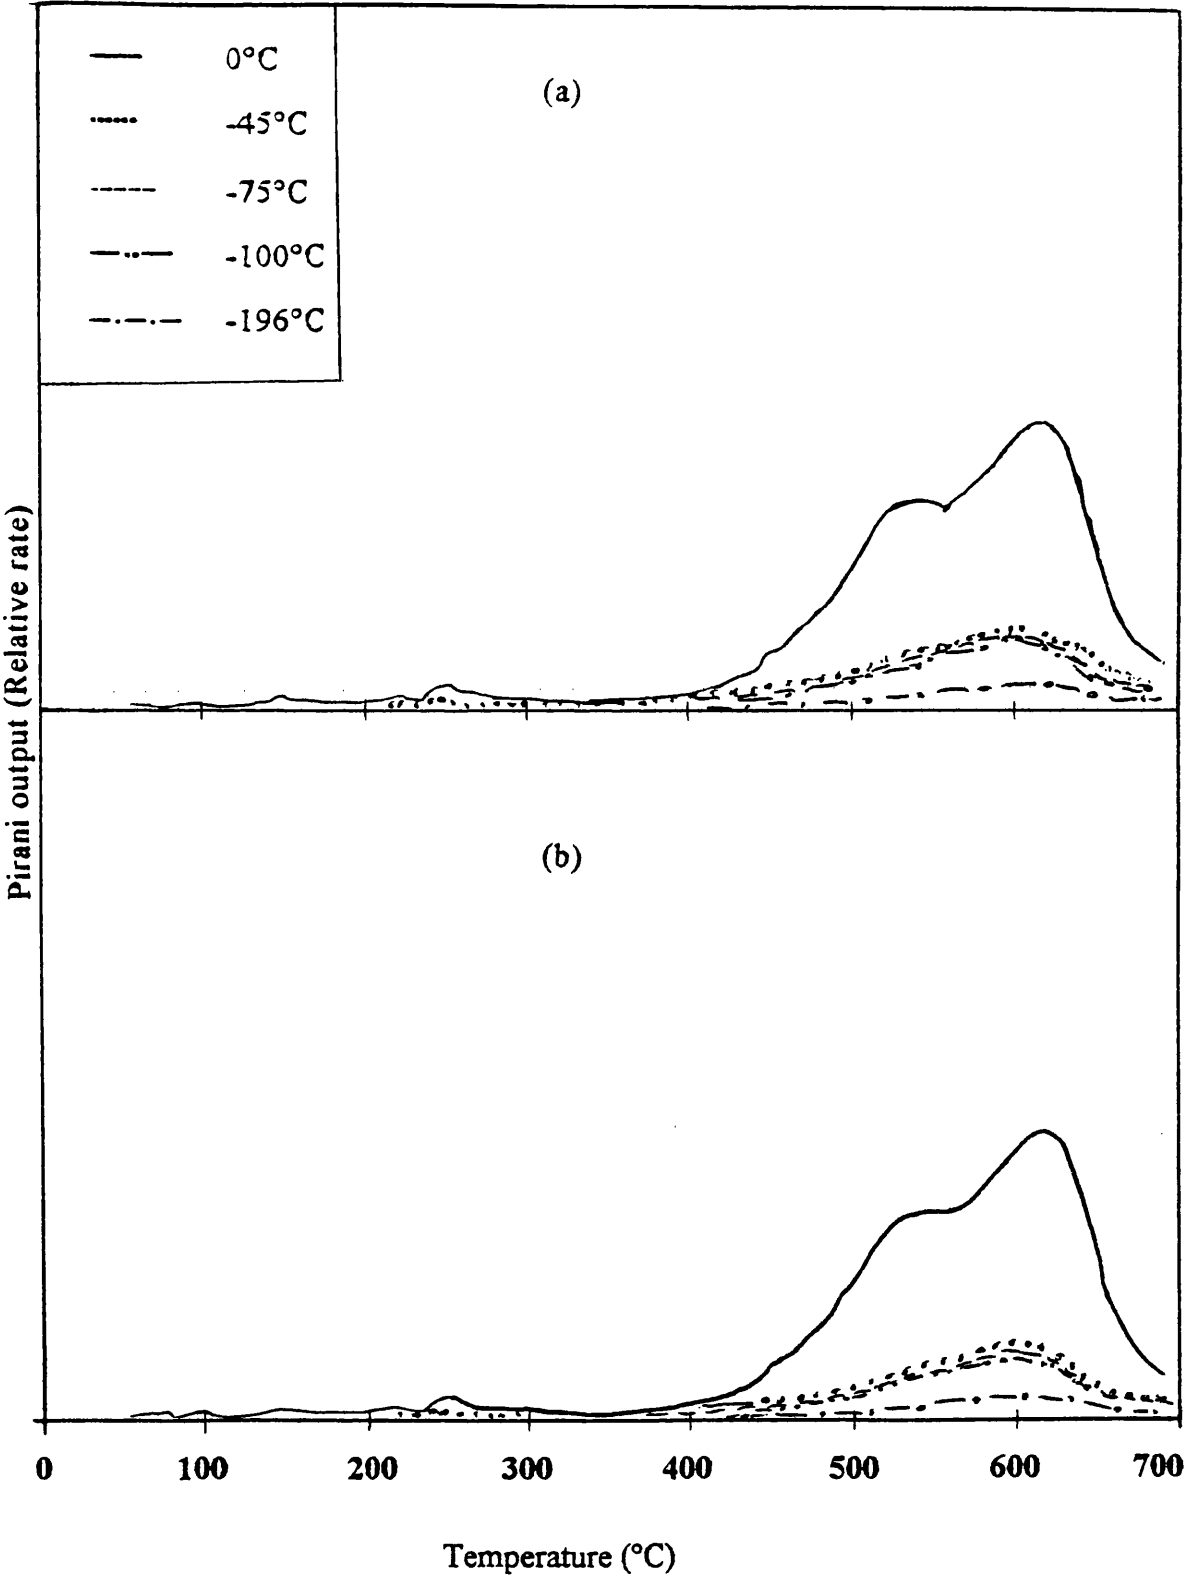 0°C
-45°C
-75°C
-100°C
-196°C
(a)
Pirani output (Relative rate)
(b)
0 100 200 300 400 500 600 700
Temperature (°C)